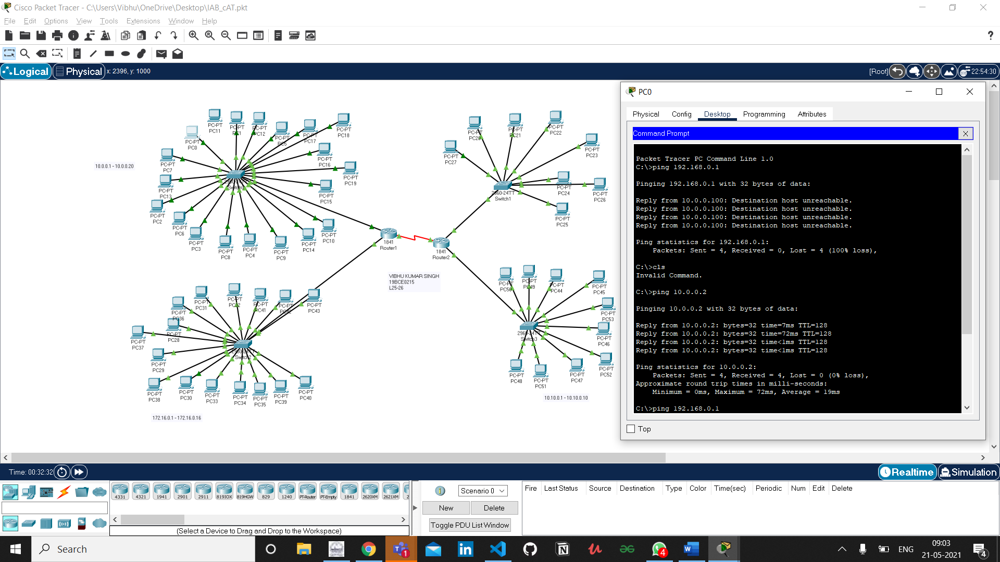 Cisco Packet Tracer - C:\Users\Vibhu\OneDrive\Desktop\IAB_cAT.pkt
File Edit Options View Tools Extensions Window Help
?
Logical Physical x: 2396, y: 1000
[Root] 22:54:30
10.0.0.1 - 10.0.0.20
PC-PT PC11
PC-PT PC1
PC-PT PC12
PC-PT PC5
PC-PT PC17
PC-PT PC18
PC-PT PC0
PC-PT PC7
PC-PT PC16
PC-PT PC19
PC-PT PC13
PC-PT PC15
PC-PT PC2
PC-PT PC6
PC-PT PC3
PC-PT PC8
PC-PT PC4
PC-PT PC9
PC-PT PC14
PC-PT PC10
2960-24TT Switch0
1841 Router1
1841 Router2
PC-PT PC20
PC-PT PC21
PC-PT PC22
PC-PT PC23
PC-PT PC27
PC-PT PC24
PC-PT PC26
PC-PT PC25
2960-24TT Switch1
VIBHU KUMAR SINGH
19BCE0215
L25-26
PC-PT PC36
PC-PT PC31
PC-PT PC32
PC-PT PC41
PC-PT PC42
PC-PT PC43
PC-PT PC28
PC-PT PC37
PC-PT PC29
PC-PT PC38
PC-PT PC30
PC-PT PC33
PC-PT PC34
PC-PT PC35
PC-PT PC39
PC-PT PC40
2960-24TT Switch2
172.16.0.1 - 172.16.0.16
PC-PT PC50
PC-PT PC49
PC-PT PC44
PC-PT PC45
PC-PT PC53
PC-PT PC46
PC-PT PC52
PC-PT PC47
PC-PT PC51
PC-PT PC48
2960-24TT Switch3
10.10.0.1 - 10.10.0.10
PC0
Physical Config Desktop Programming Attributes
Command Prompt X
Packet Tracer PC Command Line 1.0
C:\>ping 192.168.0.1
Pinging 192.168.0.1 with 32 bytes of data:
Reply from 10.0.0.100: Destination host unreachable.
Reply from 10.0.0.100: Destination host unreachable.
Reply from 10.0.0.100: Destination host unreachable.
Reply from 10.0.0.100: Destination host unreachable.
Ping statistics for 192.168.0.1:
Packets: Sent = 4, Received = 0, Lost = 4 (100% loss),
C:\>cls
Invalid Command.
C:\>ping 10.0.0.2
Pinging 10.0.0.2 with 32 bytes of data:
Reply from 10.0.0.2: bytes=32 time=7ms TTL=128
Reply from 10.0.0.2: bytes=32 time=72ms TTL=128
Reply from 10.0.0.2: bytes=32 time<1ms TTL=128
Reply from 10.0.0.2: bytes=32 time<1ms TTL=128
Ping statistics for 10.0.0.2:
Packets: Sent = 4, Received = 4, Lost = 0 (0% loss),
Approximate round trip times in milli-seconds:
Minimum = 0ms, Maximum = 72ms, Average = 19ms
C:\>ping 192.168.0.1
Top
Time: 00:32:32
Realtime Simulation
4331 4321 1941 2901 2911 819IOX 819HGW 829 1240 PT-Router PT-Empty 1841 2620XM 2621XM 2
(Select a Device to Drag and Drop to the Workspace)
1 Scenario 0
New Delete
Toggle PDU List Window
Fire Last Status Source Destination Type Color Time(sec) Periodic Num Edit Delete
Search
1
4
ENG
09:03
21-05-2021
4